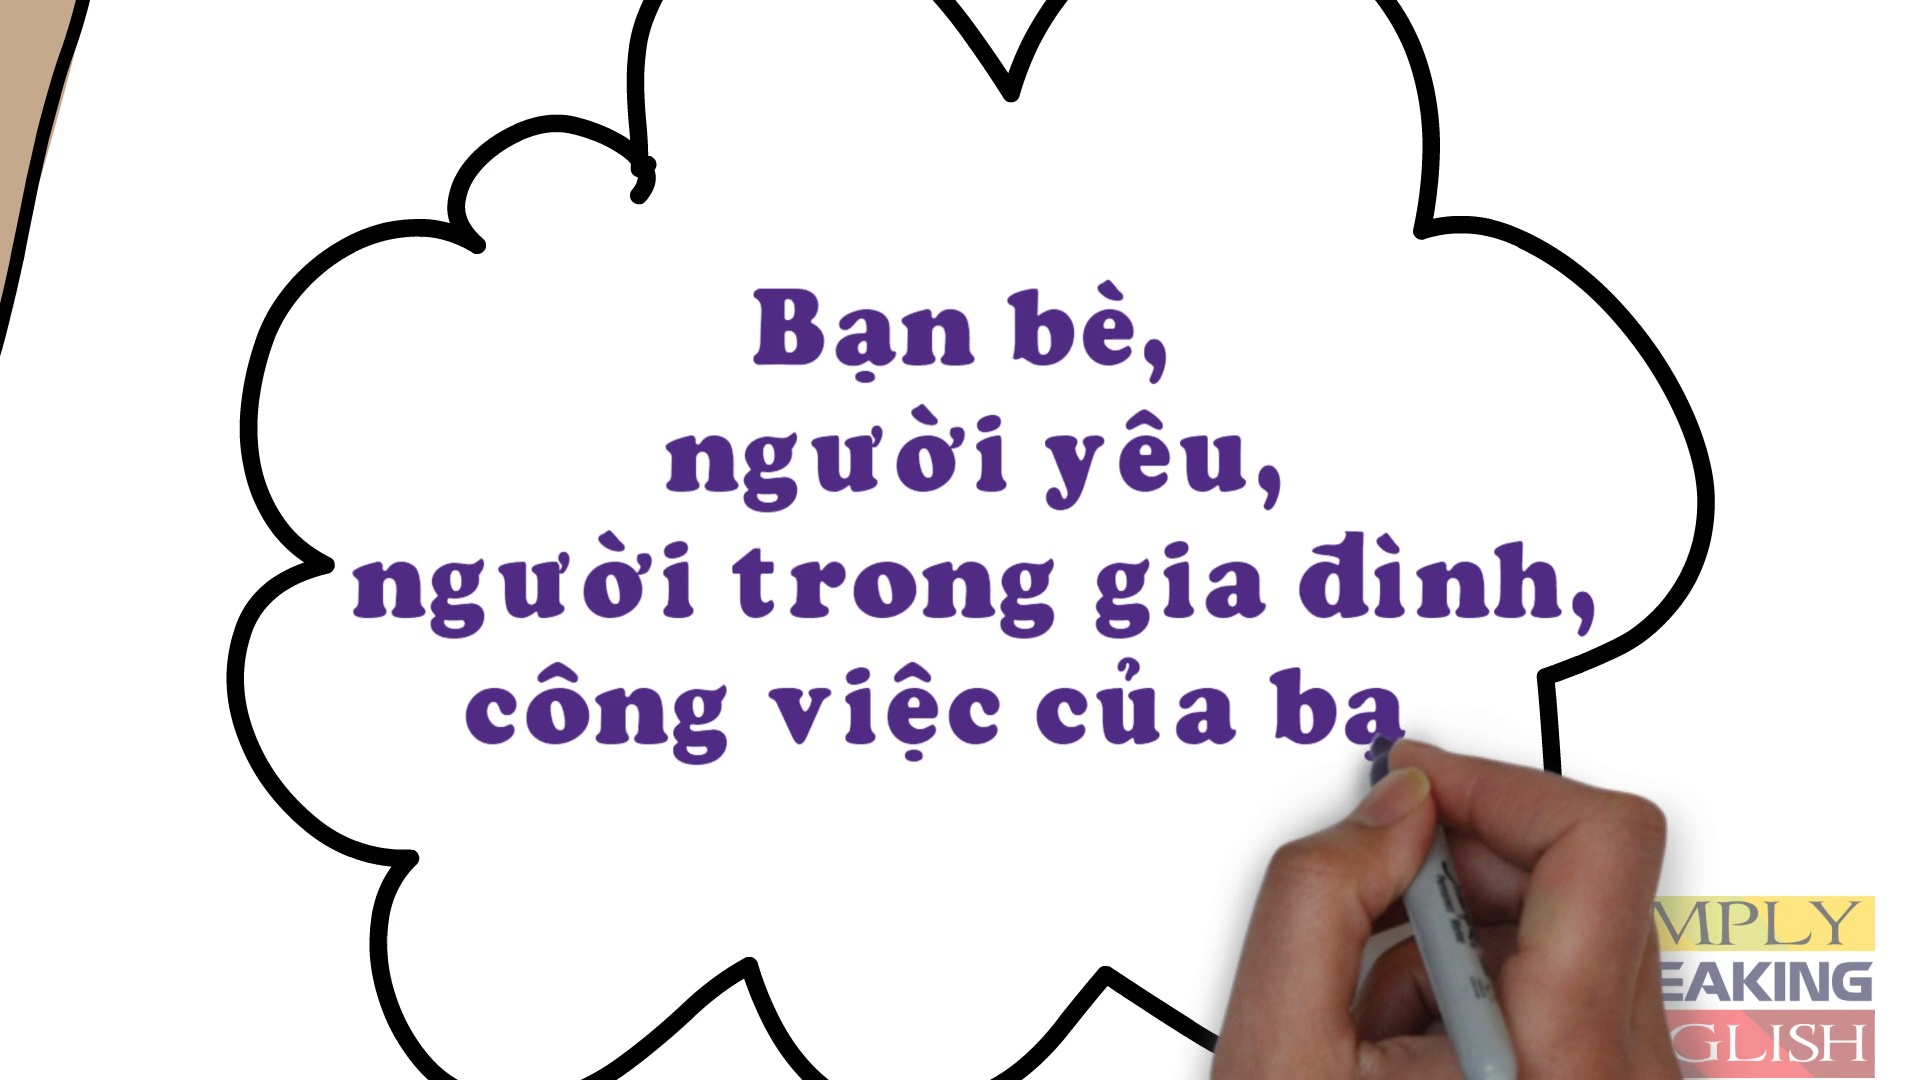 Bạn bè,
người yêu,
người trong gia đình,
công việc của bạ
MPLY
EAKING
GLISH